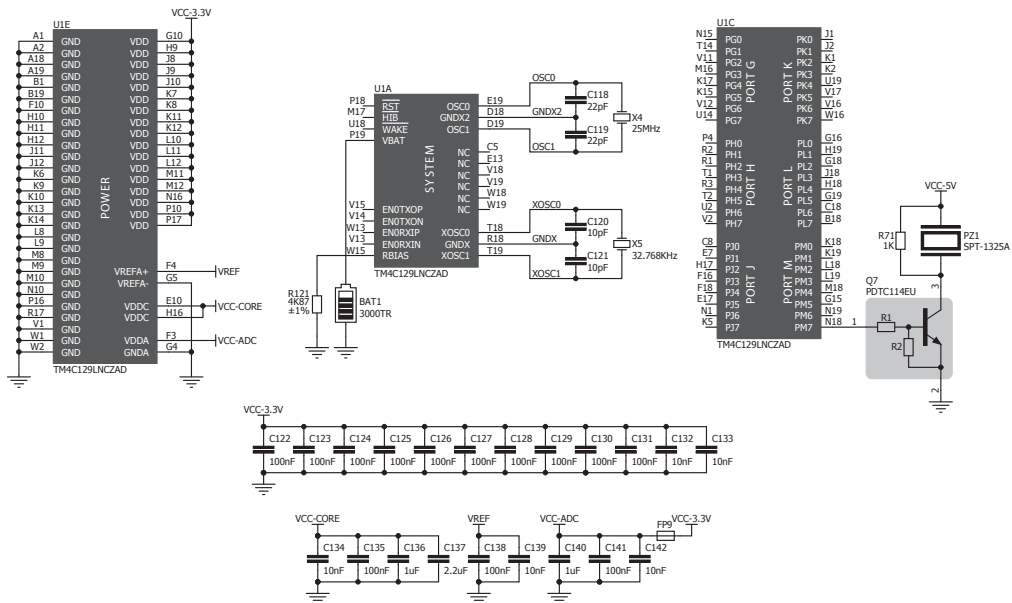 VCC-3.3V
U1E
A1 GND VDD G10
A2 GND VDD H9
A18 GND VDD J8
A19 GND VDD J9
B1 GND VDD J10
B19 GND VDD K7
F10 GND VDD K8
H10 GND VDD K11
H11 GND VDD K12
H12 GND VDD L10
J11 GND VDD L11
J12 GND VDD L12
K6 GND VDD M11
K9 GND VDD M12
K10 GND VDD N16
K13 GND VDD P10
K14 GND VDD P17
L8 GND
L9 GND
M8 GND
M9 GND VREFA+ F4 VREF
M10 GND VREFA- G5
N10 GND
P16 GND VDDC E10 VCC-CORE
R17 GND VDDC H16
V1 GND
W1 GND VDDA F3 VCC-ADC
W2 GND GNDA G4
POWER
TM4C129LNCZAD
U1A
P18 RST OSC0 E19 OSC0
M17 HIB GNDX2 D18 GNDX2
U18 WAKE OSC1 D19 OSC1
P19 VBAT
NC C5
NC E13
NC V18
NC V19
NC W18
NC W19
V15 EN0TXOP
V14 EN0TXON
W13 EN0RXIP XOSC0 T18 XOSC0
V13 EN0RXIN GNDX R18 GNDX
W15 RBIAS XOSC1 T19 XOSC1
SYSTEM
TM4C129LNCZAD
C118
22pF
C119
22pF
X4
25MHz
C120
10pF
C121
10pF
X5
32.768KHz
R121
4K87
±1%
BAT1
3000TR
U1C
N15 PG0 PK0 J1
T14 PG1 PK1 J2
V11 PG2 PK2 K1
M16 PG3 PK3 K2
K17 PG4 PK4 U19
K15 PG5 PK5 V17
V12 PG6 PK6 V16
U14 PG7 PK7 W16
PORT G
PORT K
P4 PH0 PL0 G16
R2 PH1 PL1 H19
R1 PH2 PL2 G18
T1 PH3 PL3 J18
R3 PH4 PL4 H18
T2 PH5 PL5 G19
U2 PH6 PL6 C18
V2 PH7 PL7 B18
PORT H
PORT L
C8 PJ0 PM0 K18
E7 PJ1 PM1 K19
H17 PJ2 PM2 L18
F16 PJ3 PM3 L19
F18 PJ4 PM4 M18
E17 PJ5 PM5 G15
N1 PJ6 PM6 N19
K5 PJ7 PM7 N18 1
PORT J
PORT M
TM4C129LNCZAD
VCC-5V
R71
1K
PZ1
SPT-1325A
Q7
PDTC114EU
3
R1
R2
2
VCC-3.3V
C122 C123 C124 C125 C126 C127 C128 C129 C130 C131 C132 C133
100nF 100nF 100nF 100nF 100nF 100nF 100nF 100nF 100nF 100nF 10nF 10nF
VCC-CORE VREF VCC-ADC FP9 VCC-3.3V
C134 C135 C136 C137 C138 C139 C140 C141 C142
10nF 100nF 1uF 2.2uF 100nF 10nF 1uF 100nF 10nF